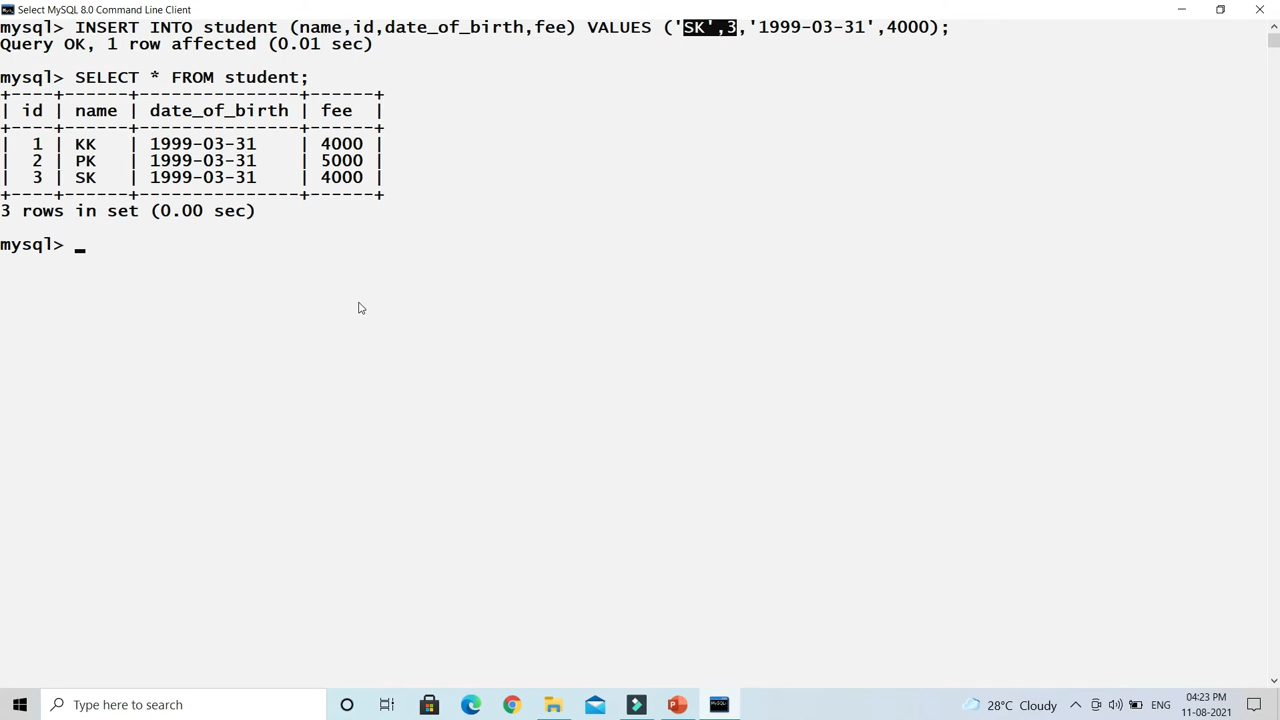 Select MySQL 8.0 Command Line Client
mysql> INSERT INTO student (name,id,date_of_birth,fee) VALUES ('SK',3,'1999-03-31',4000);
Query OK, 1 row affected (0.01 sec)
mysql> SELECT * FROM student;
+----+------+---------------+------+
| id | name | date_of_birth | fee  |
+----+------+---------------+------+
|  1 | KK   | 1999-03-31    | 4000 |
|  2 | PK   | 1999-03-31    | 5000 |
|  3 | SK   | 1999-03-31    | 4000 |
+----+------+---------------+------+
3 rows in set (0.00 sec)
mysql> _
Type here to search
28°C Cloudy
ENG
04:23 PM
11-08-2021